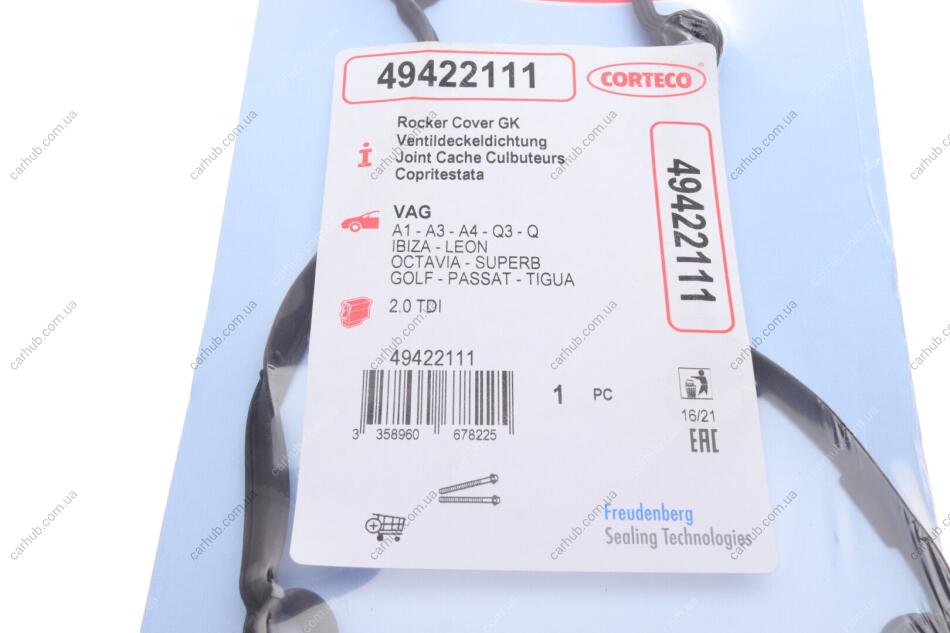 49422111
CORTECO
Rocker Cover GK
Ventildeckeldichtung
Joint Cache Culbuteurs
Copritestata
49422111
VAG
A1 - A3 - A4 - Q3 - Q
IBIZA - LEON
OCTAVIA - SUPERB
GOLF - PASSAT - TIGUA
2.0 TDI
49422111
1 PC
3 358960 678225
16/21
EAC
Freudenberg
Sealing Technologies
carhub.com.ua